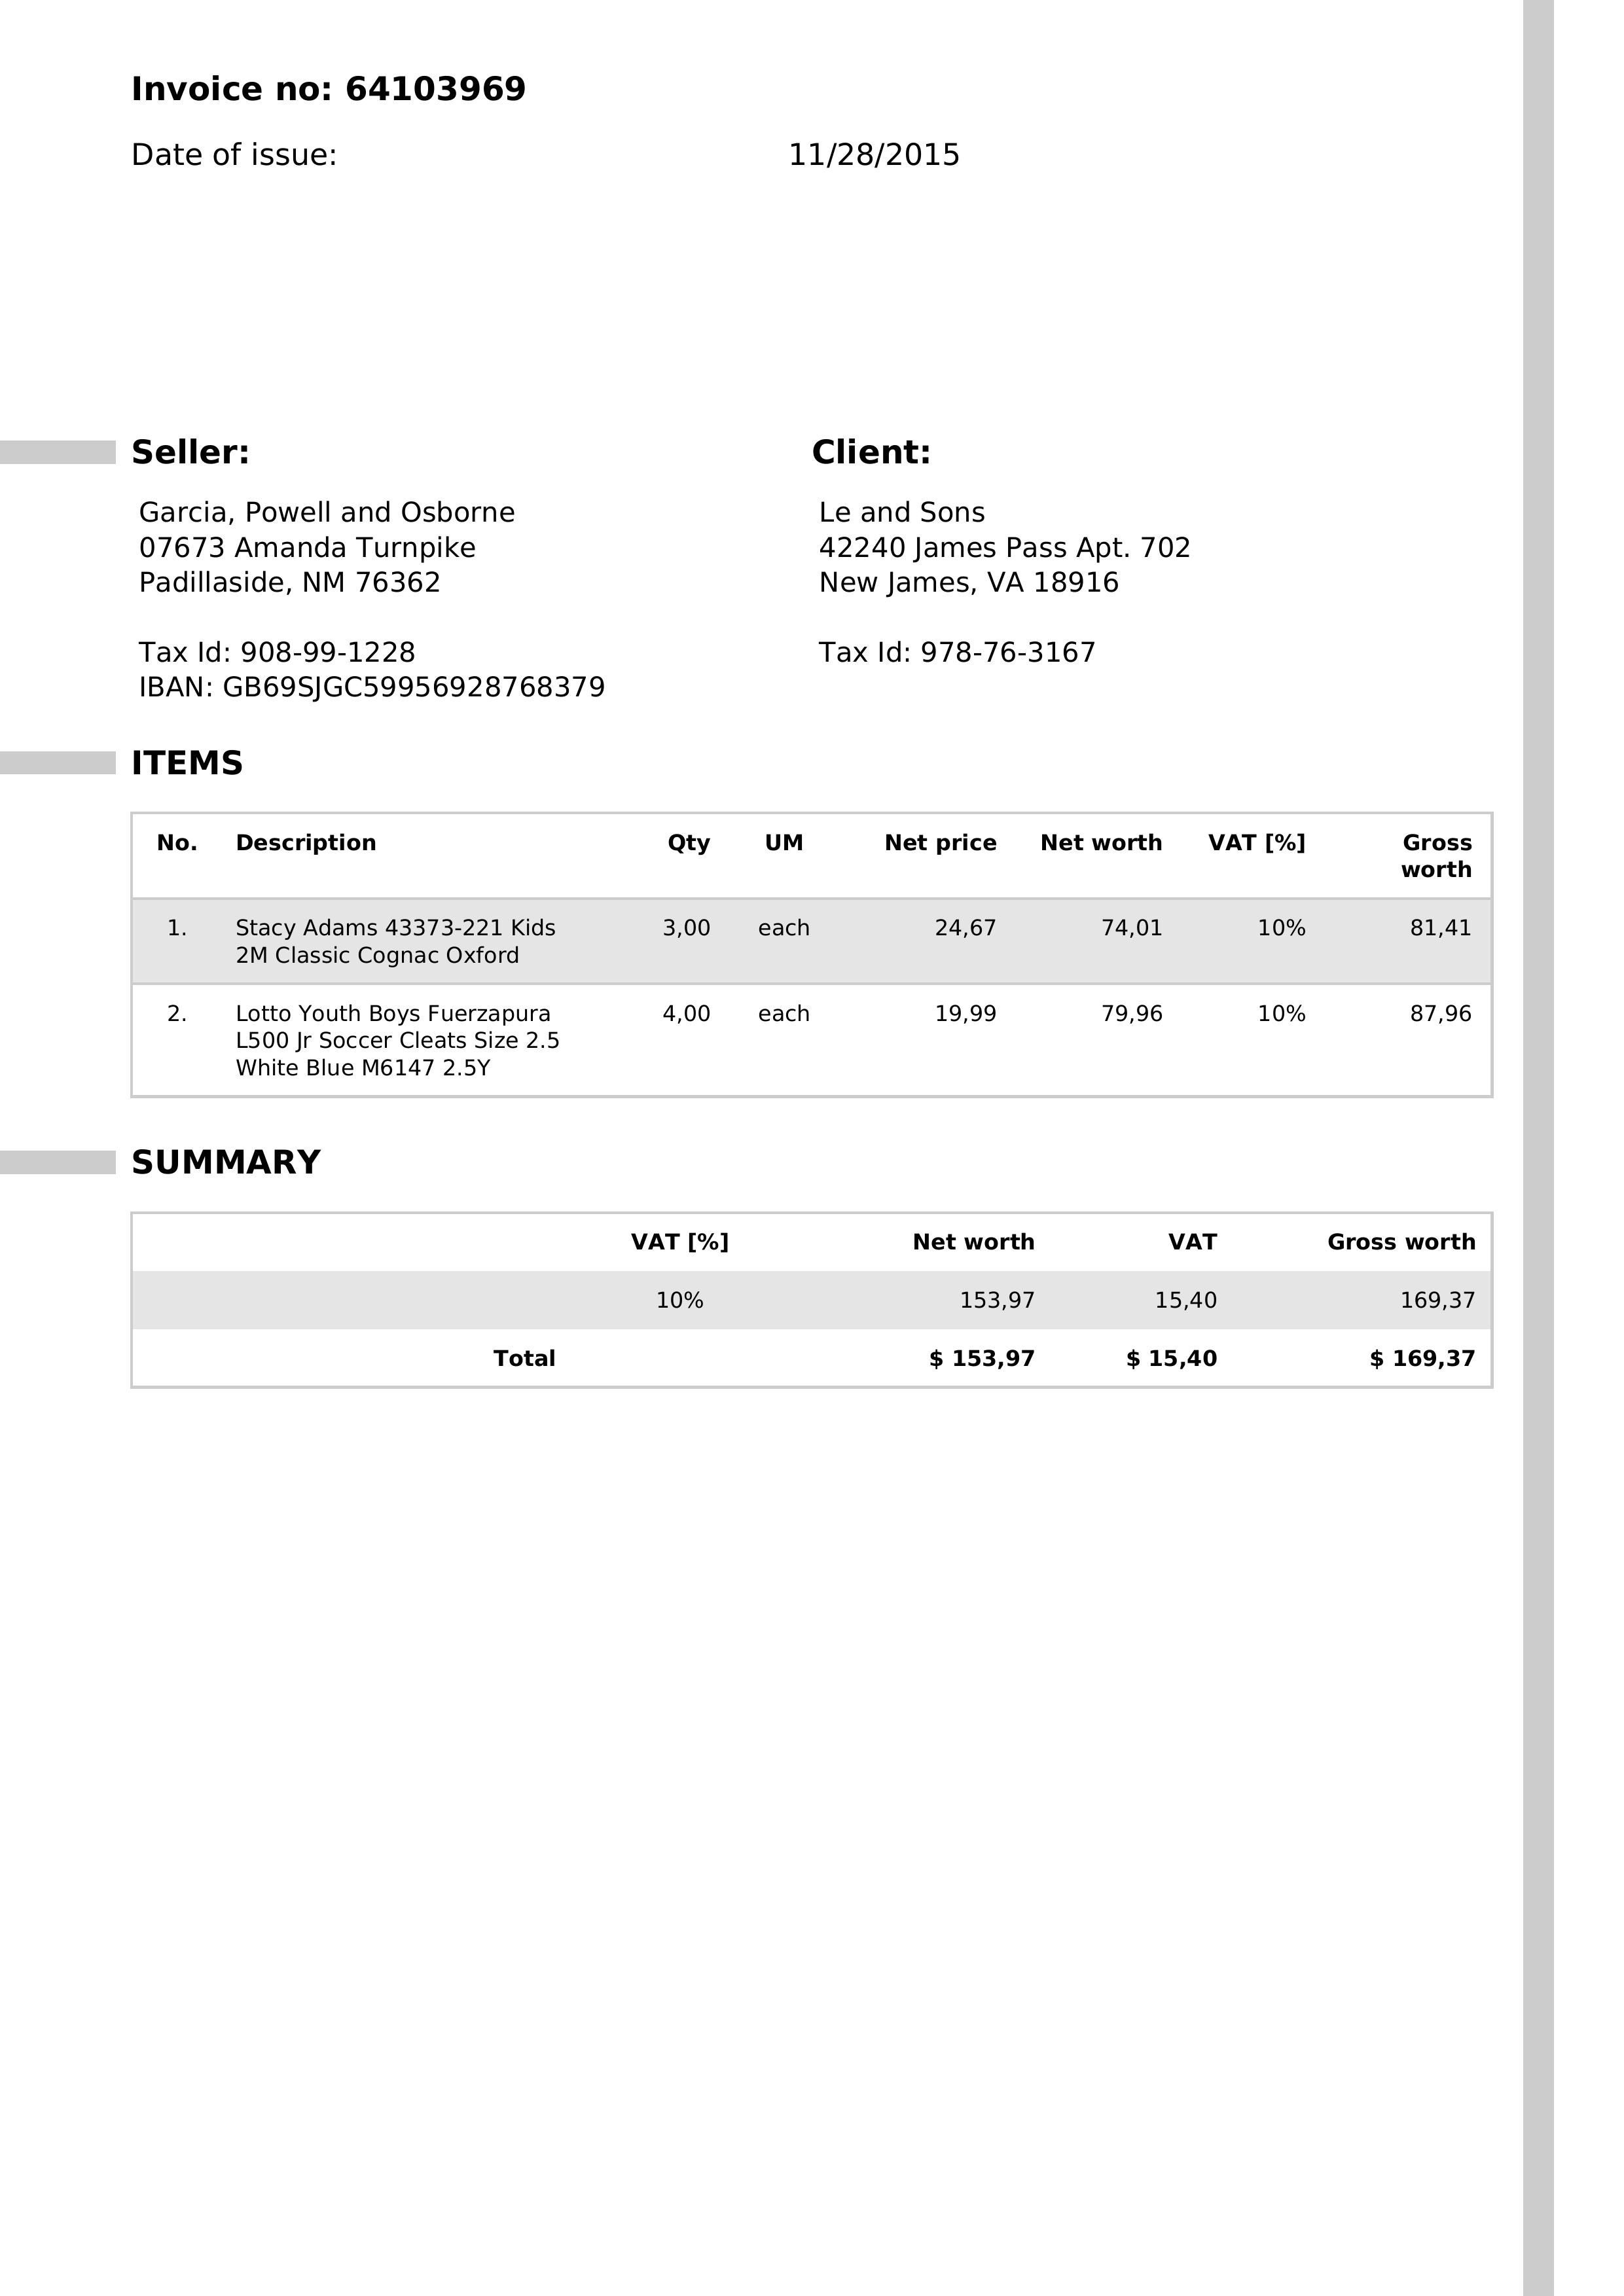 Invoice no: 64103969
Date of issue: 11/28/2015
Seller:
Garcia, Powell and Osborne
07673 Amanda Turnpike
Padillaside, NM 76362
Tax Id: 908-99-1228
IBAN: GB69SJGC59956928768379
Client:
Le and Sons
42240 James Pass Apt. 702
New James, VA 18916
Tax Id: 978-76-3167
ITEMS
No. Description Qty UM Net price Net worth VAT [%] Gross
worth
1. Stacy Adams 43373-221 Kids 3,00 each 24,67 74,01 10% 81,41
2M Classic Cognac Oxford
2. Lotto Youth Boys Fuerzapura 4,00 each 19,99 79,96 10% 87,96
L500 Jr Soccer Cleats Size 2.5
White Blue M6147 2.5Y
SUMMARY
VAT [%] Net worth VAT Gross worth
10% 153,97 15,40 169,37
Total $ 153,97 $ 15,40 $ 169,37